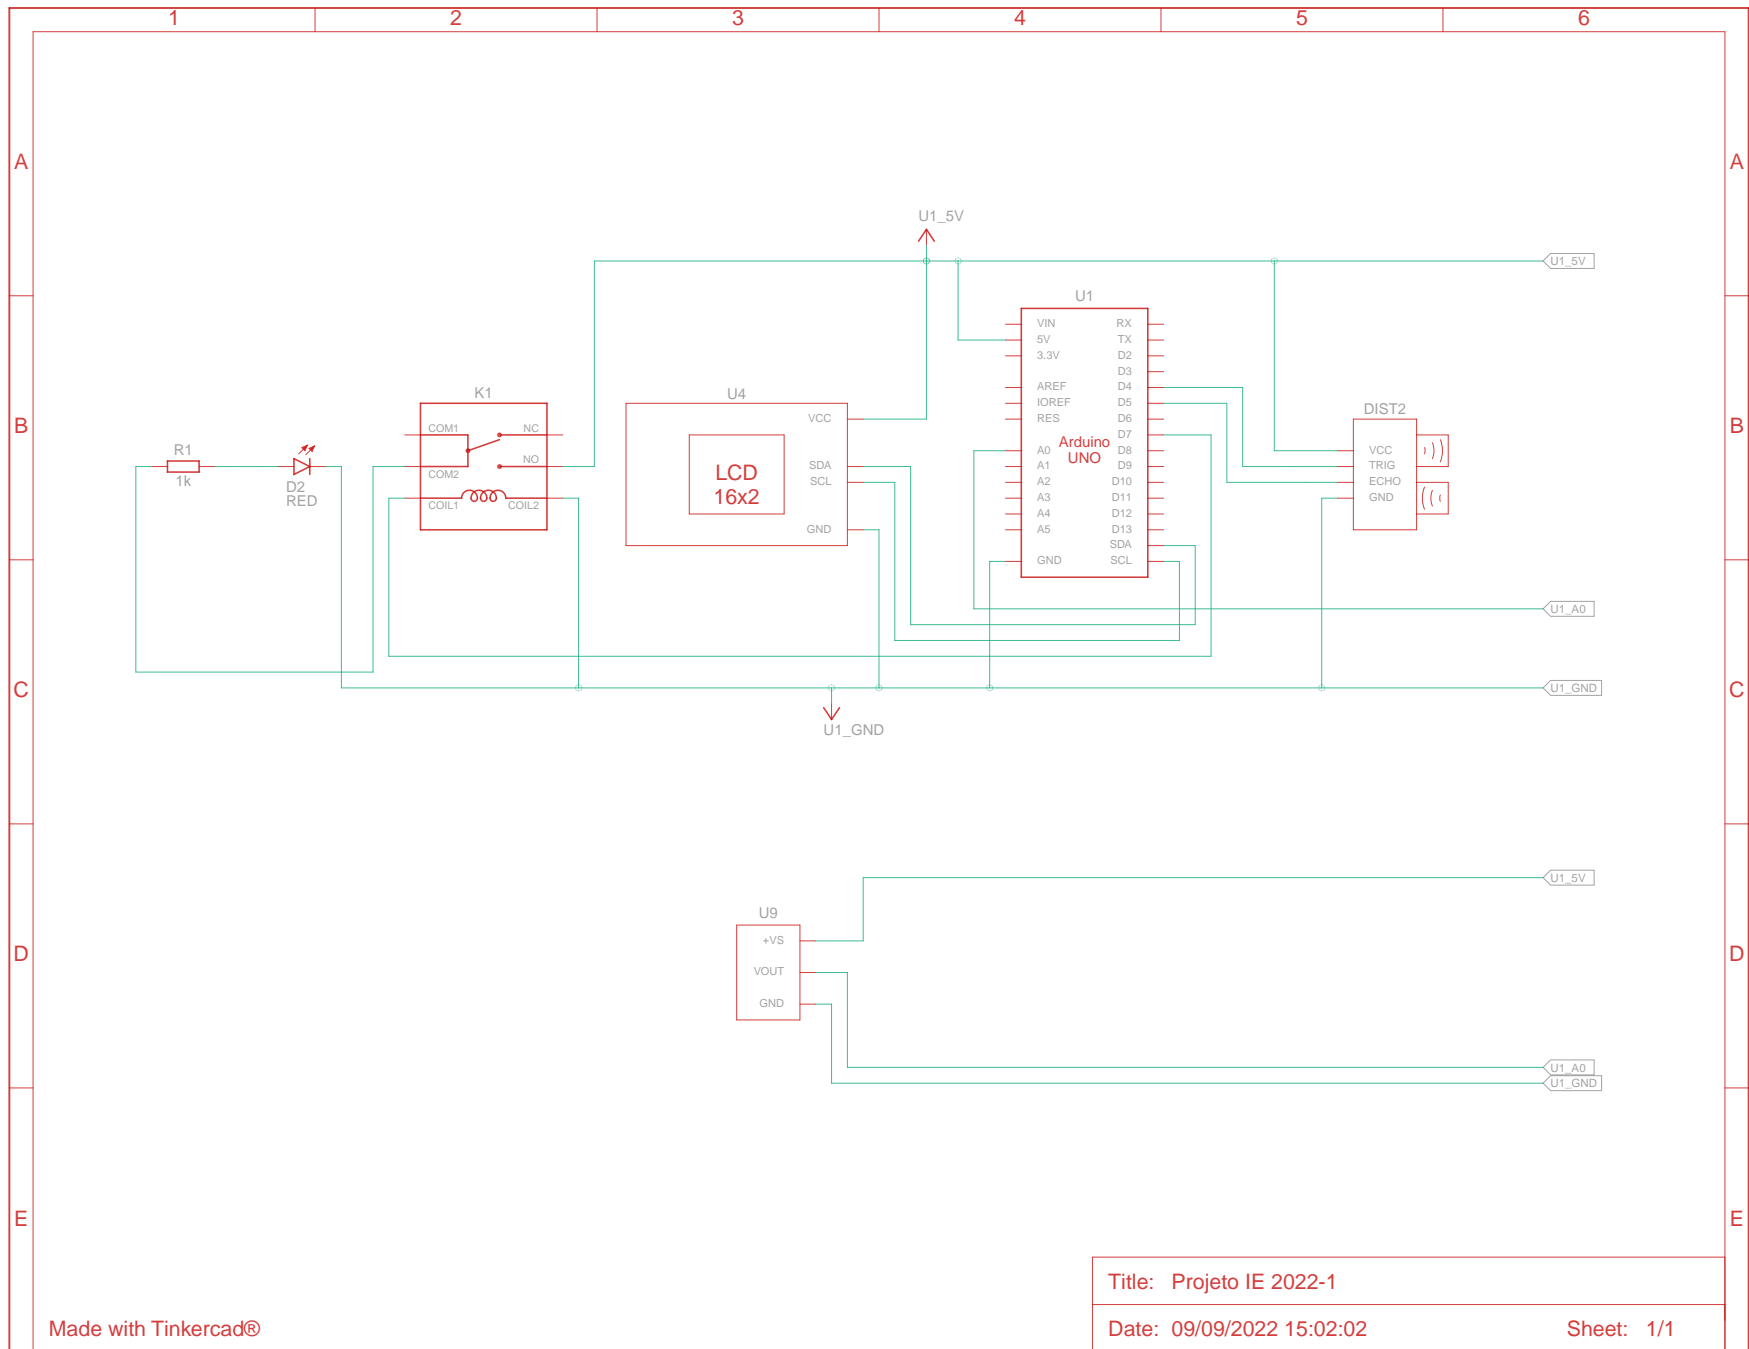 1 2 3 4 5 6
A A
U1_5V
U1_5V
U1
VIN RX
5V TX
3.3V D2
D3
AREF D4
IOREF D5
RES D6
D7
A0 D8
A1 D9
A2 D10
A3 D11
A4 D12
A5 D13
SDA
GND SCL
Arduino
UNO
B B
K1
COM1 NC
NO
COM2
COIL1 COIL2
U4
VCC
SDA
SCL
GND
LCD
16x2
DIST2
VCC
TRIG
ECHO
GND
R1
1k
D2
RED
U1_A0
C C
U1_GND
U1_GND
U1_5V
U9
+VS
VOUT
GND
D D
U1_A0
U1_GND
E E
Title: Projeto IE 2022-1
Made with Tinkercad®
Date: 09/09/2022 15:02:02 Sheet: 1/1